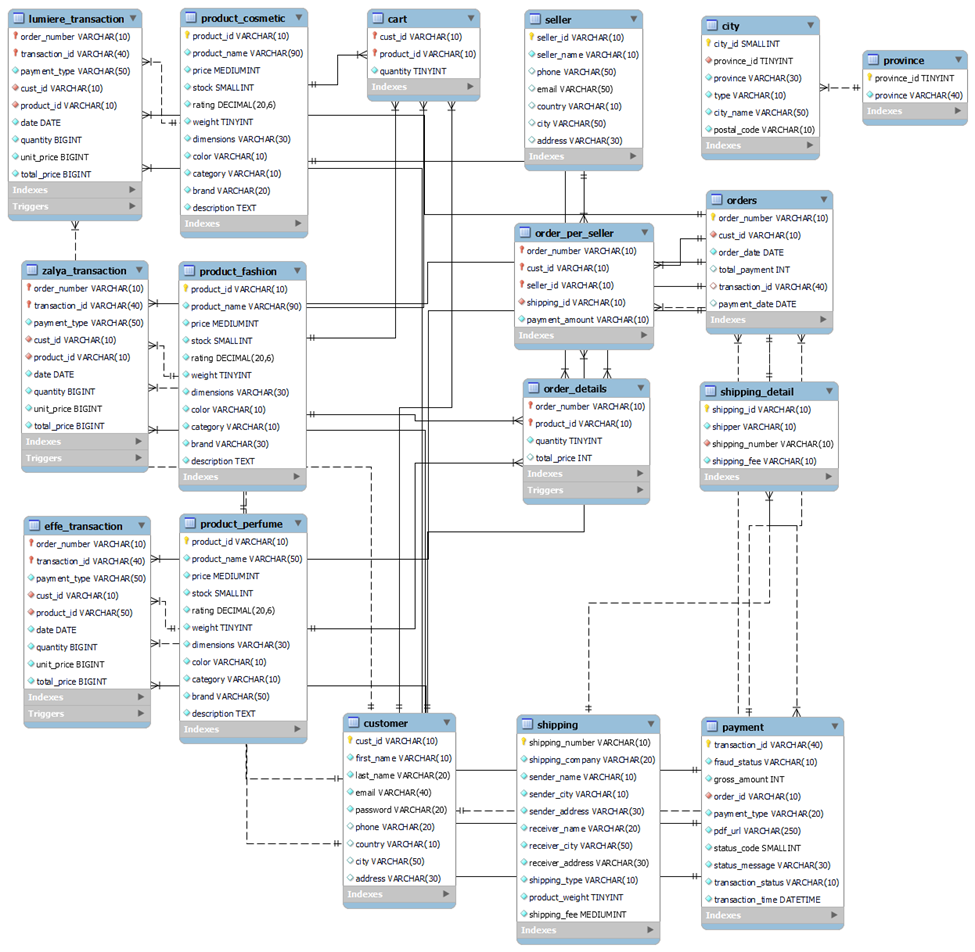 lumiere_transaction
order_number VARCHAR(10)
transaction_id VARCHAR(40)
payment_type VARCHAR(50)
cust_id VARCHAR(10)
product_id VARCHAR(10)
date DATE
quantity BIGINT
unit_price BIGINT
total_price BIGINT
Indexes
Triggers
product_cosmetic
product_id VARCHAR(10)
product_name VARCHAR(90)
price MEDIUMINT
stock SMALLINT
rating DECIMAL(20,6)
weight TINYINT
dimensions VARCHAR(30)
color VARCHAR(10)
category VARCHAR(10)
brand VARCHAR(20)
description TEXT
Indexes
cart
cust_id VARCHAR(10)
product_id VARCHAR(10)
quantity TINYINT
Indexes
seller
seller_id VARCHAR(10)
seller_name VARCHAR(10)
phone VARCHAR(50)
email VARCHAR(50)
country VARCHAR(10)
city VARCHAR(50)
address VARCHAR(30)
Indexes
city
city_id SMALLINT
province_id TINYINT
province VARCHAR(30)
type VARCHAR(10)
city_name VARCHAR(50)
postal_code VARCHAR(10)
Indexes
province
province_id TINYINT
province VARCHAR(40)
Indexes
zalya_transaction
order_number VARCHAR(10)
transaction_id VARCHAR(40)
payment_type VARCHAR(50)
cust_id VARCHAR(10)
product_id VARCHAR(10)
date DATE
quantity BIGINT
unit_price BIGINT
total_price BIGINT
Indexes
Triggers
product_fashion
product_id VARCHAR(10)
product_name VARCHAR(90)
price MEDIUMINT
stock SMALLINT
rating DECIMAL(20,6)
weight TINYINT
dimensions VARCHAR(30)
color VARCHAR(10)
category VARCHAR(10)
brand VARCHAR(30)
description TEXT
Indexes
order_per_seller
order_number VARCHAR(10)
cust_id VARCHAR(10)
seller_id VARCHAR(10)
shipping_id VARCHAR(10)
payment_amount VARCHAR(10)
Indexes
orders
order_number VARCHAR(10)
cust_id VARCHAR(10)
order_date DATE
total_payment INT
transaction_id VARCHAR(40)
payment_date DATE
Indexes
order_details
order_number VARCHAR(10)
product_id VARCHAR(10)
quantity TINYINT
total_price INT
Indexes
Triggers
shipping_detail
shipping_id VARCHAR(10)
shipper VARCHAR(20)
shipping_number VARCHAR(10)
shipping_fee VARCHAR(10)
Indexes
effe_transaction
order_number VARCHAR(10)
transaction_id VARCHAR(40)
payment_type VARCHAR(50)
cust_id VARCHAR(10)
product_id VARCHAR(50)
date DATE
quantity BIGINT
unit_price BIGINT
total_price BIGINT
Indexes
Triggers
product_perfume
product_id VARCHAR(10)
product_name VARCHAR(50)
price MEDIUMINT
stock SMALLINT
rating DECIMAL(20,6)
weight TINYINT
dimensions VARCHAR(30)
color VARCHAR(10)
category VARCHAR(10)
brand VARCHAR(50)
description TEXT
Indexes
customer
cust_id VARCHAR(10)
first_name VARCHAR(10)
last_name VARCHAR(20)
email VARCHAR(40)
password VARCHAR(20)
phone VARCHAR(20)
country VARCHAR(10)
city VARCHAR(50)
address VARCHAR(30)
Indexes
shipping
shipping_number VARCHAR(10)
shipping_company VARCHAR(20)
sender_name VARCHAR(10)
sender_city VARCHAR(10)
sender_address VARCHAR(30)
receiver_name VARCHAR(20)
receiver_city VARCHAR(50)
receiver_address VARCHAR(30)
shipping_type VARCHAR(10)
product_weight TINYINT
shipping_fee MEDIUMINT
Indexes
payment
transaction_id VARCHAR(40)
fraud_status VARCHAR(10)
gross_amount INT
order_id VARCHAR(10)
payment_type VARCHAR(20)
pdf_url VARCHAR(250)
status_code SMALLINT
status_message VARCHAR(30)
transaction_status VARCHAR(10)
transaction_time DATETIME
Indexes